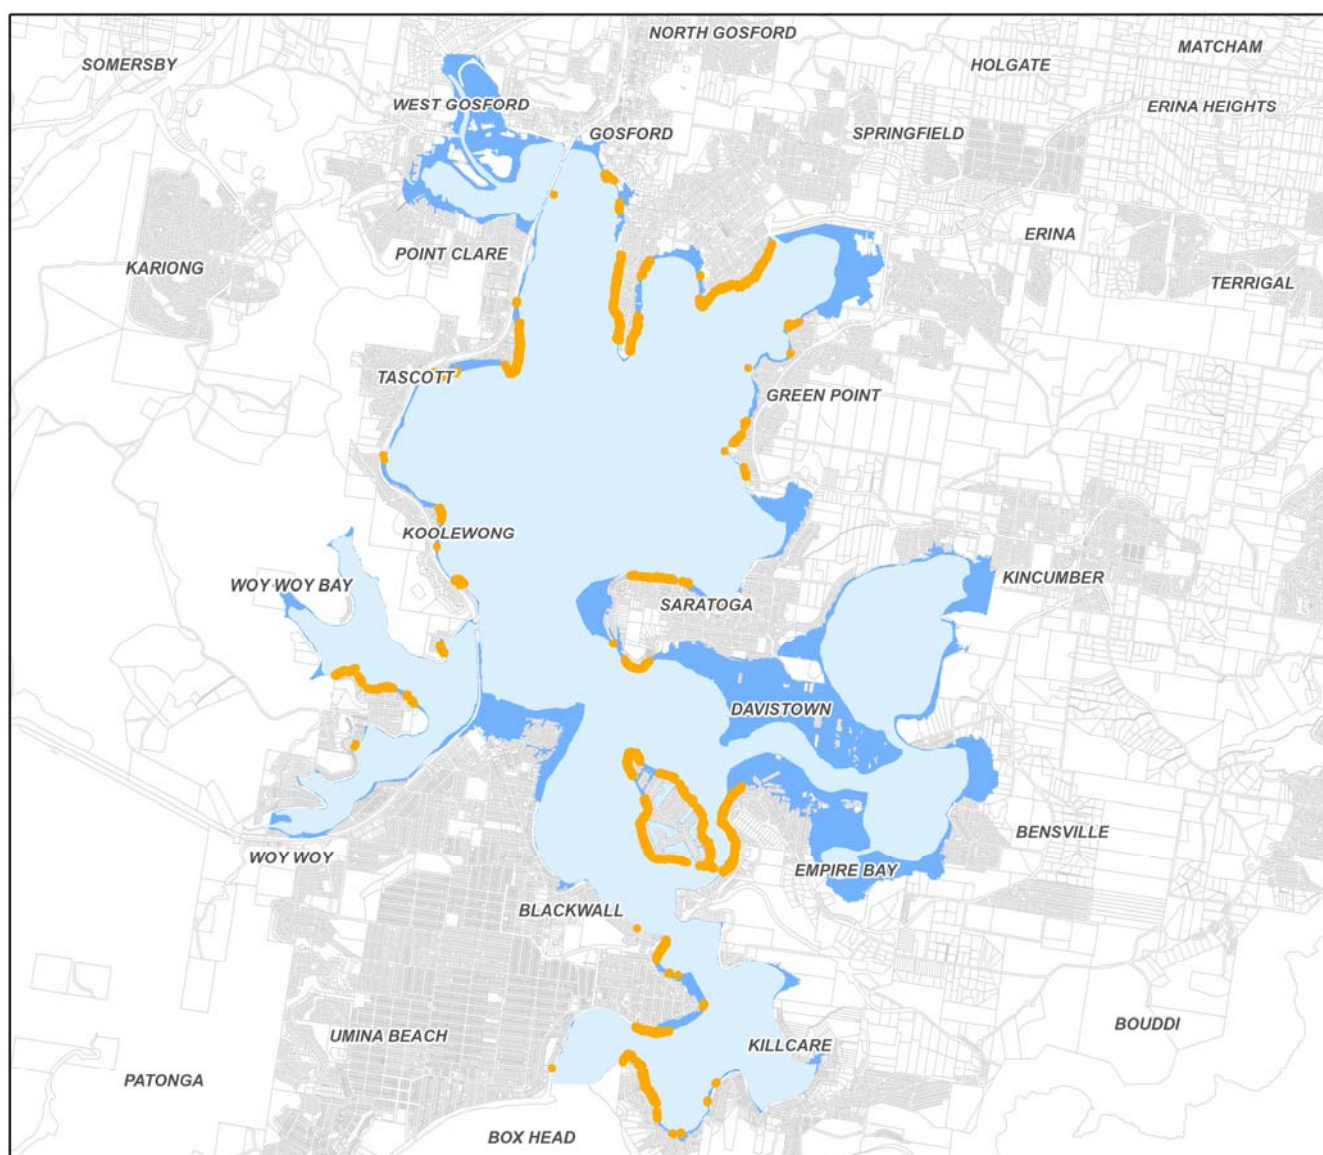 NORTH GOSFORD
MATCHAM
SOMERSBY
HOLGATE
WEST GOSFORD
ERINA HEIGHTS
GOSFORD
SPRINGFIELD
ERINA
POINT CLARE
KARIONG
TERRIGAL
TASCOTT
GREEN POINT
KOOLEWONG
WOY WOY BAY
KINCUMBER
SARATOGA
DAVISTOWN
BENSVILLE
WOY WOY
EMPIRE BAY
BLACKWALL
BOUDDI
UMINA BEACH
KILLCARE
PATONGA
BOX HEAD